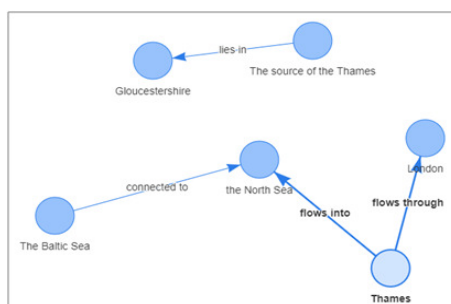 lies in
The source of the Thames
Gloucestershire
London
connected to
the North Sea
flows through
flows into
The Baltic Sea
Thames